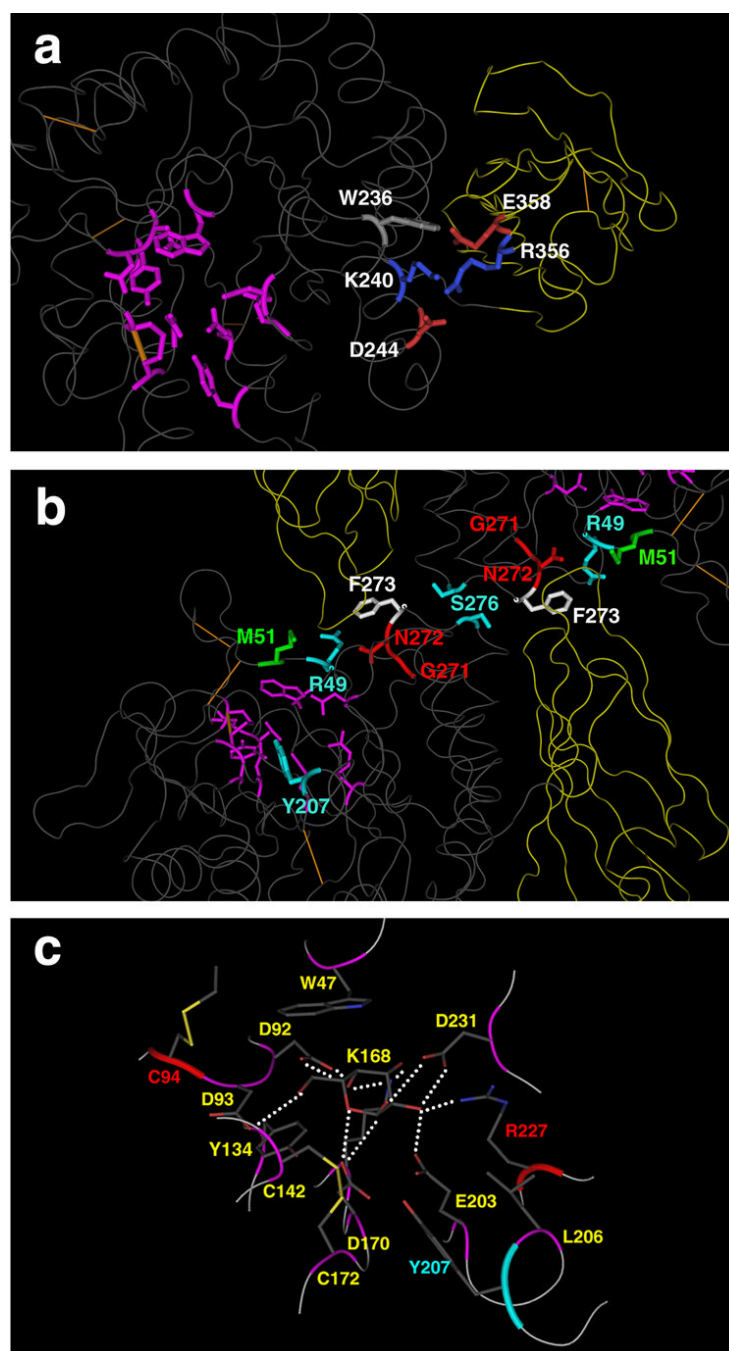 a
W236
E358
R356
K240
D244
b
G271
R49
N272
M51
F273
S276
F273
M51
N272
R49
G271
Y207
c
W47
D92
D231
K168
C94
D93
R227
Y134
C142
E203
L206
D170
Y207
C172